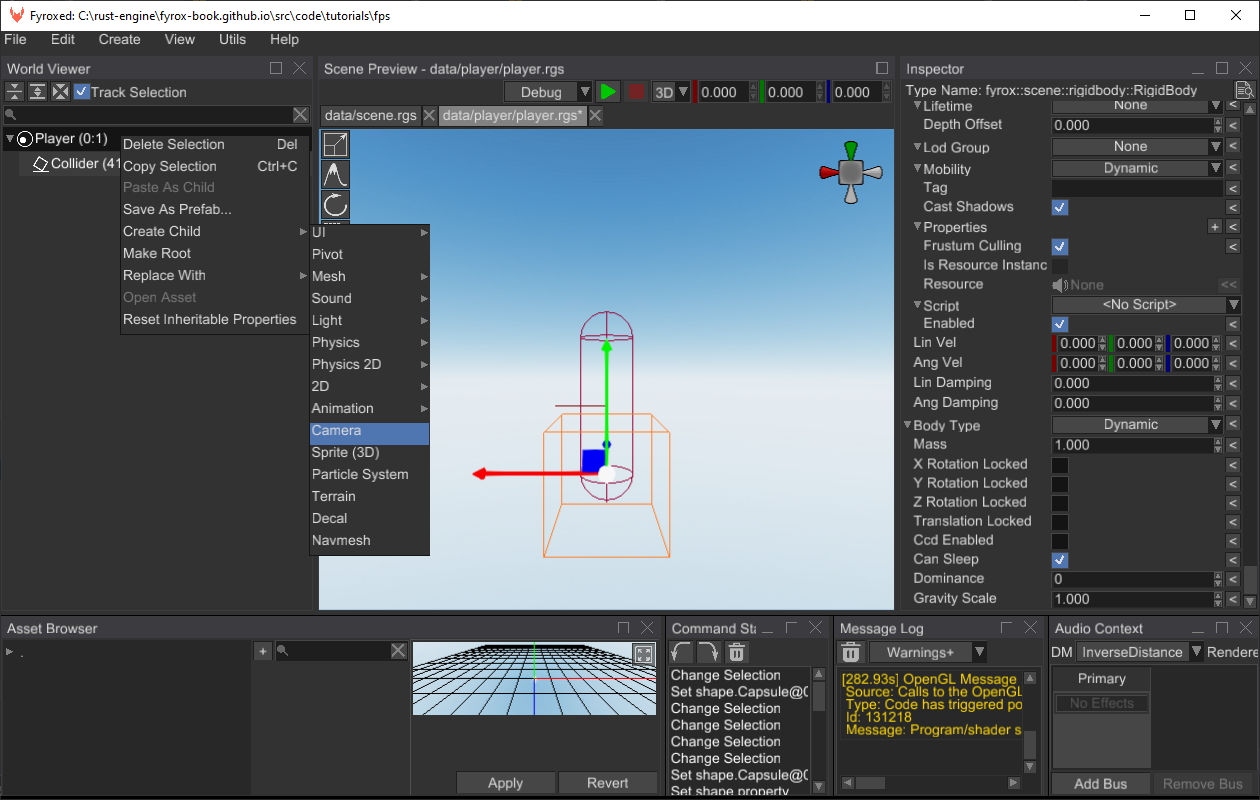 Fyroxed: C:\rust-engine\fyrox-book.github.io\src\code\tutorials\fps
File Edit Create View Utils Help
World Viewer
Track Selection
Player (0:1)
Collider (41
Delete Selection Del
Copy Selection Ctrl+C
Paste As Child
Save As Prefab...
Create Child
Make Root
Replace With
Open Asset
Reset Inheritable Properties
UI
Pivot
Mesh
Sound
Light
Physics
Physics 2D
2D
Animation
Camera
Sprite (3D)
Particle System
Terrain
Decal
Navmesh
Scene Preview - data/player/player.rgs
Debug 3D 0.000 0.000 0.000
data/scene.rgs data/player/player.rgs*
Inspector
Type Name: fyrox::scene::rigidbody::RigidBody
Lifetime None <
Depth Offset 0.000 <
Lod Group None <
Mobility Dynamic <
Tag <
Cast Shadows <
Properties + <
Frustum Culling <
Is Resource Instanc
Resource None <<
Script <No Script>
Enabled <
Lin Vel 0.000 0.000 0.000 <
Ang Vel 0.000 0.000 0.000 <
Lin Damping 0.000 <
Ang Damping 0.000 <
Body Type Dynamic <
Mass 1.000 <
X Rotation Locked <
Y Rotation Locked <
Z Rotation Locked <
Translation Locked <
Ccd Enabled <
Can Sleep <
Dominance 0 <
Gravity Scale 1.000 <
Asset Browser
.
+
Apply Revert
Command Sta
Change Selection
Set shape.Capsule@0
Change Selection
Change Selection
Change Selection
Change Selection
Set shape.Capsule@0
Set shape property
Message Log
Warnings+
[282.93s] OpenGL Message
Source: Calls to the OpenGL
Type: Code has triggered po
Id: 131218
Message: Program/shader s
Audio Context
DM InverseDistance Rendere
Primary
No Effects
Add Bus Remove Bus